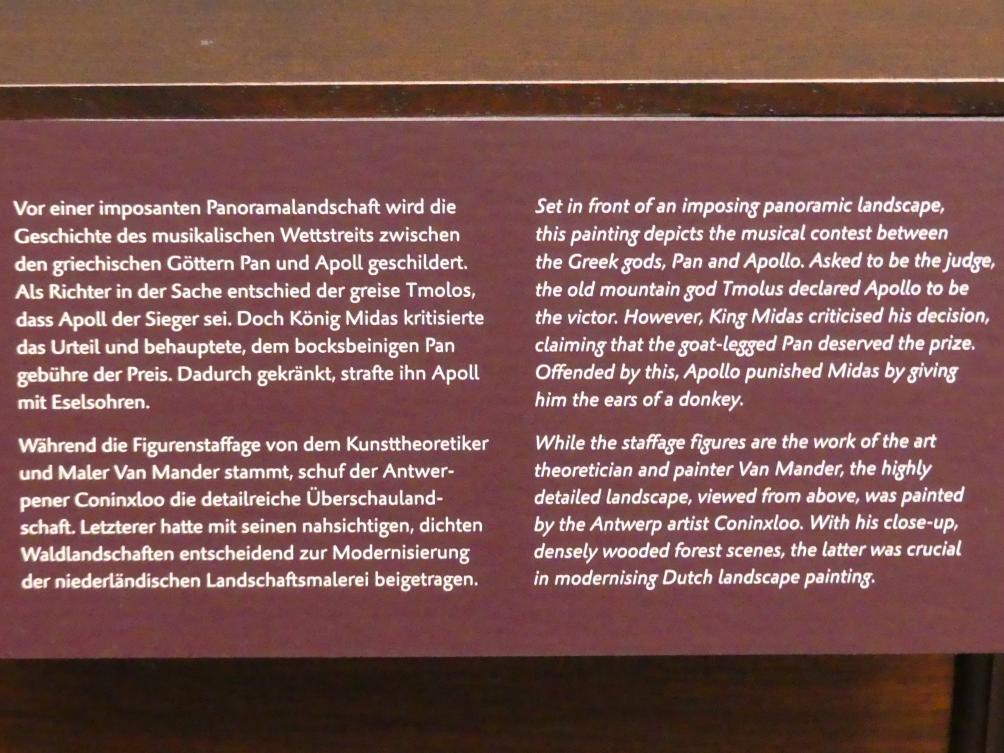 Vor einer imposanten Panoramalandschaft wird die
Geschichte des musikalischen Wettstreits zwischen
den griechischen Göttern Pan und Apoll geschildert.
Als Richter in der Sache entschied der greise Tmolos,
dass Apoll der Sieger sei. Doch König Midas kritisierte
das Urteil und behauptete, dem bocksbeinigen Pan
gebühre der Preis. Dadurch gekränkt, strafte ihn Apoll
mit Eselsohren.
Während die Figurenstaffage von dem Kunsttheoretiker
und Maler Van Mander stammt, schuf der Antwer-
pener Coninxloo die detailreiche Überschauland-
schaft. Letzterer hatte mit seinen nahsichtigen, dichten
Waldlandschaften entscheidend zur Modernisierung
der niederländischen Landschaftsmalerei beigetragen.
Set in front of an imposing panoramic landscape,
this painting depicts the musical contest between
the Greek gods, Pan and Apollo. Asked to be the judge,
the old mountain god Tmolus declared Apollo to be
the victor. However, King Midas criticised his decision,
claiming that the goat-legged Pan deserved the prize.
Offended by this, Apollo punished Midas by giving
him the ears of a donkey.
While the staffage figures are the work of the art
theoretician and painter Van Mander, the highly
detailed landscape, viewed from above, was painted
by the Antwerp artist Coninxloo. With his close-up,
densely wooded forest scenes, the latter was crucial
in modernising Dutch landscape painting.